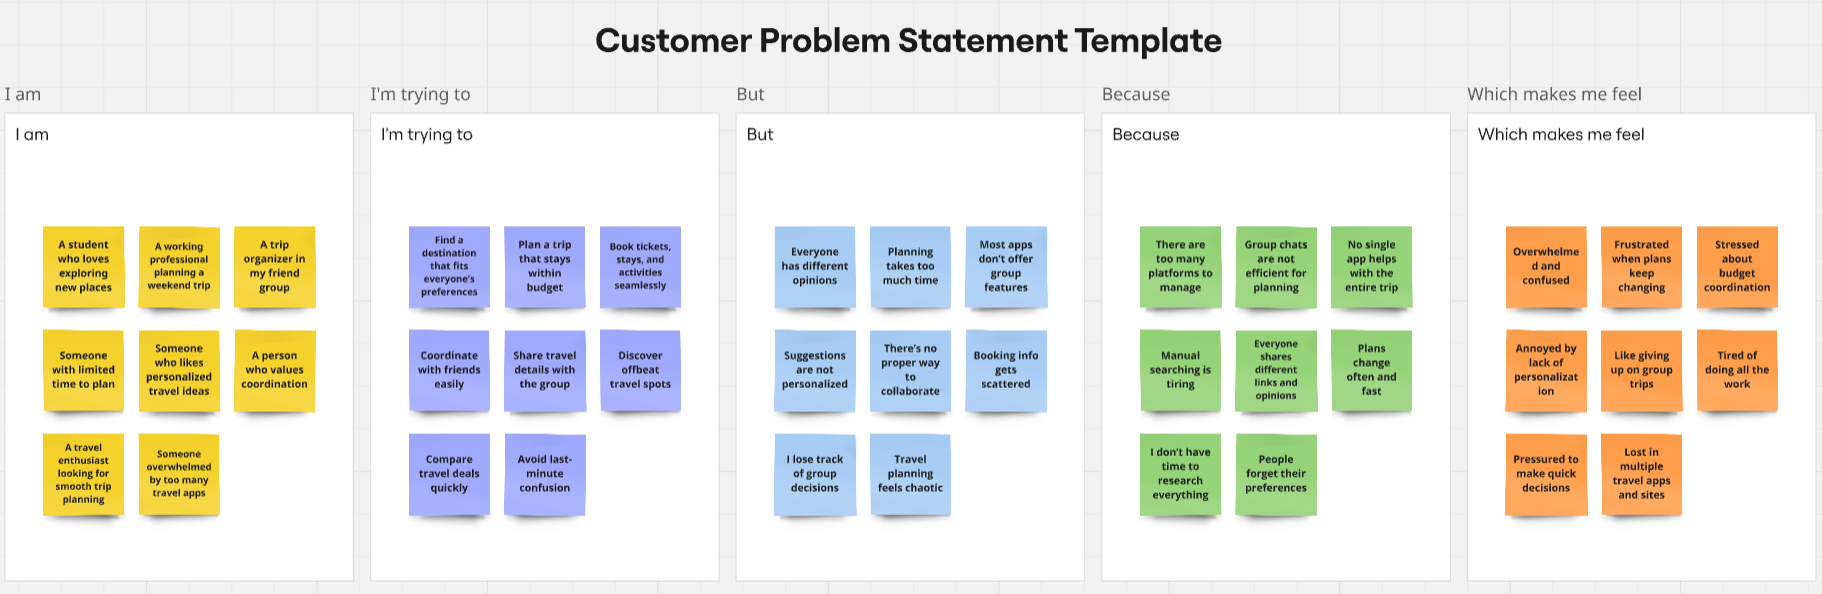 Customer Problem Statement Template
I am
I'm trying to
But
Because
Which makes me feel
I am
A student
who loves
exploring
new places
A working
professional
planning a
weekend trip
A trip
organizer in
my friend
group
Someone
with limited
time to plan
Someone
who likes
personalized
travel ideas
A person
who values
coordination
A travel
enthusiast
looking for
smooth trip
planning
Someone
overwhelmed
by too many
travel apps
I'm trying to
Find a
destination
that fits
everyone's
preferences
Plan a trip
that stays
within
budget
Book tickets,
stays, and
activities
seamlessly
Coordinate
with friends
easily
Share travel
details with
the group
Discover
offbeat
travel spots
Compare
travel deals
quickly
Avoid last-
minute
confusion
But
Everyone
has different
opinions
Planning
takes too
much time
Most apps
don't offer
group
features
Suggestions
are not
personalized
There's no
proper way
to
collaborate
Booking info
gets
scattered
I lose track
of group
decisions
Travel
planning
feels chaotic
Because
There are
too many
platforms to
manage
Group chats
are not
efficient for
planning
No single
app helps
with the
entire trip
Manual
searching is
tiring
Everyone
shares
different
links and
opinions
Plans
change
often and
fast
I don't have
time to
research
everything
People
forget their
preferences
Which makes me feel
Overwhelme
d and
confused
Frustrated
when plans
keep
changing
Stressed
about
budget
coordination
Annoyed by
lack of
personalizat
ion
Like giving
up on group
trips
Tired of
doing all the
work
Pressured to
make quick
decisions
Lost in
multiple
travel apps
and sites